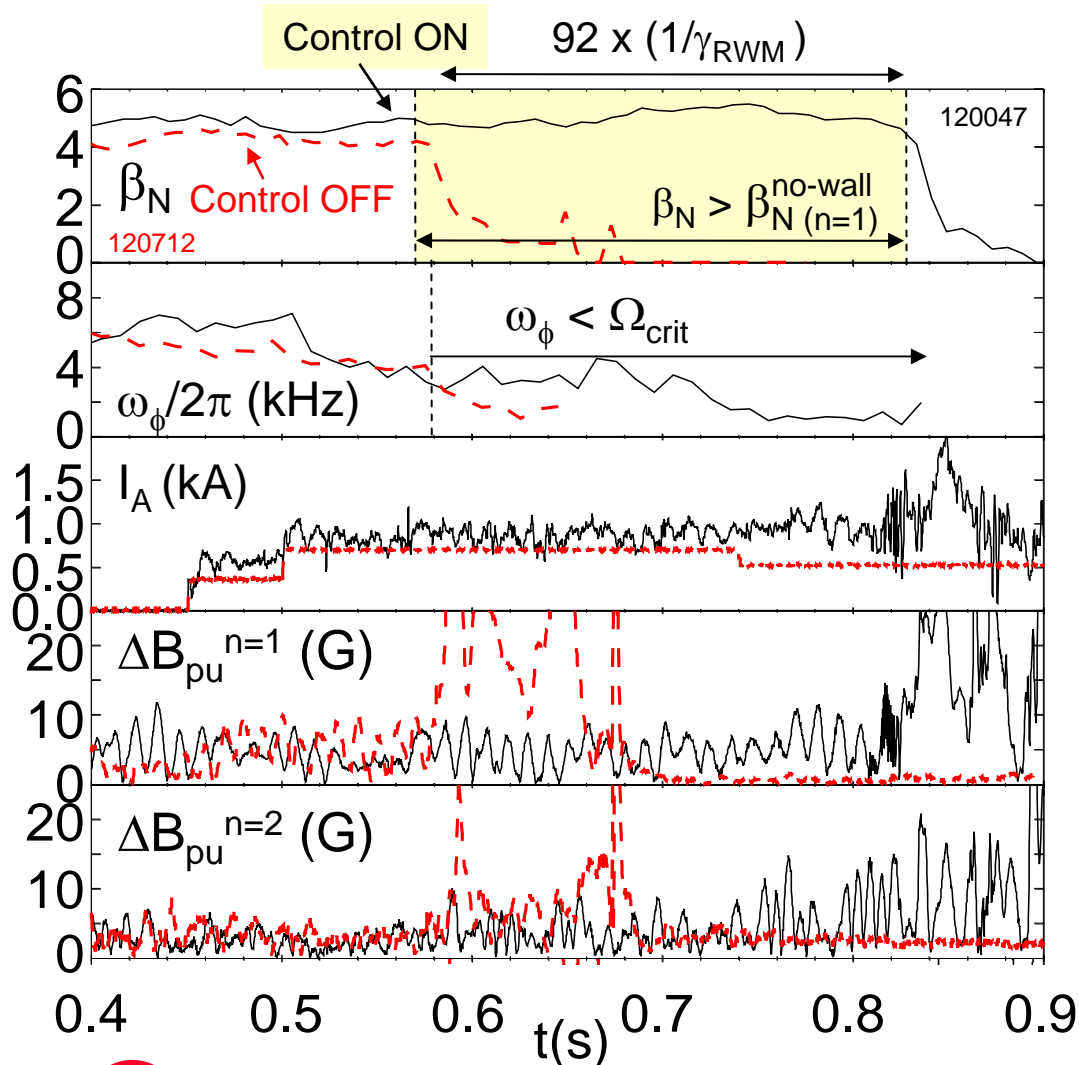 Control ON
92 x (1/γRWM)
6
4
2
0
120047
βN
Control OFF
120712
βN > βN (n=1)no-wall
8
4
0
ωϕ < Ωcrit
ωϕ/2π (kHz)
1.5
1.0
0.5
0.0
IA (kA)
20
10
0
ΔBpun=1 (G)
20
10
0
ΔBpun=2 (G)
0.4 0.5 0.6 0.7 0.8 0.9
t(s)